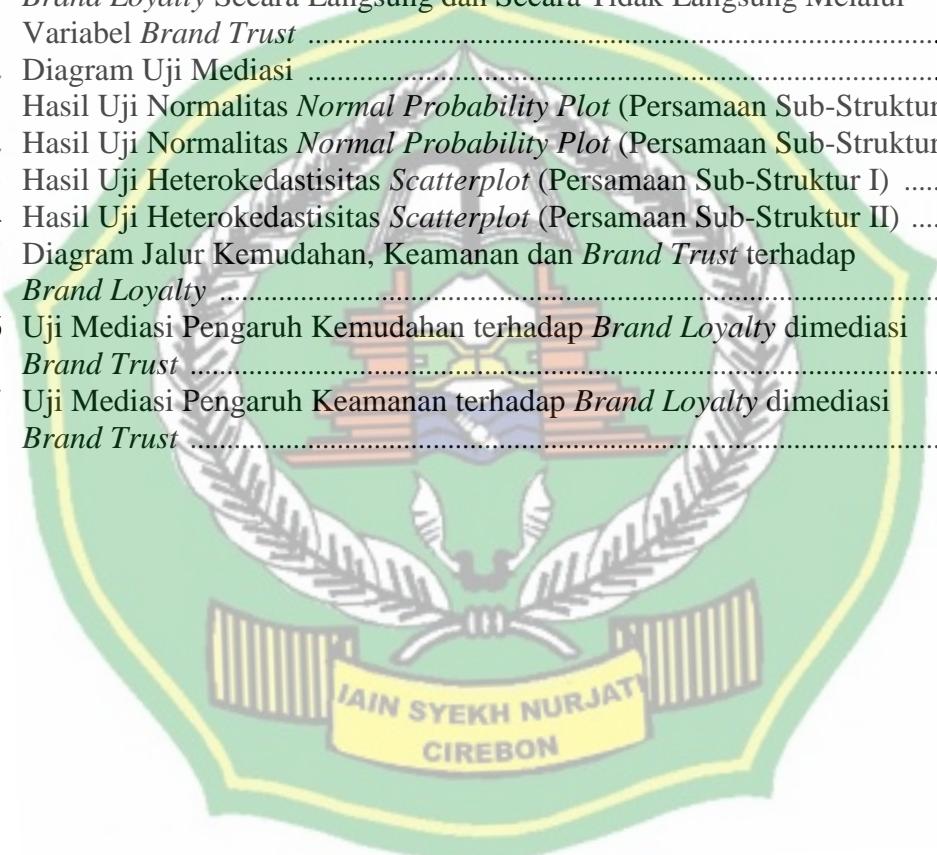 Brand Loyalty Secara Langsung dan Secara Tidak Langsung Melalui
Variabel Brand Trust ....................................................................................
Diagram Uji Mediasi ....................................................................................
Hasil Uji Normalitas Normal Probability Plot (Persamaan Sub-Struktur
Hasil Uji Normalitas Normal Probability Plot (Persamaan Sub-Struktur
Hasil Uji Heterokedastisitas Scatterplot (Persamaan Sub-Struktur I) .....
Hasil Uji Heterokedastisitas Scatterplot (Persamaan Sub-Struktur II) ....
Diagram Jalur Kemudahan, Keamanan dan Brand Trust terhadap
Brand Loyalty ....................................................................................
Uji Mediasi Pengaruh Kemudahan terhadap Brand Loyalty dimediasi
Brand Trust ....................................................................................
Uji Mediasi Pengaruh Keamanan terhadap Brand Loyalty dimediasi
Brand Trust ....................................................................................
IAIN SYEKH NURJATI
CIREBON